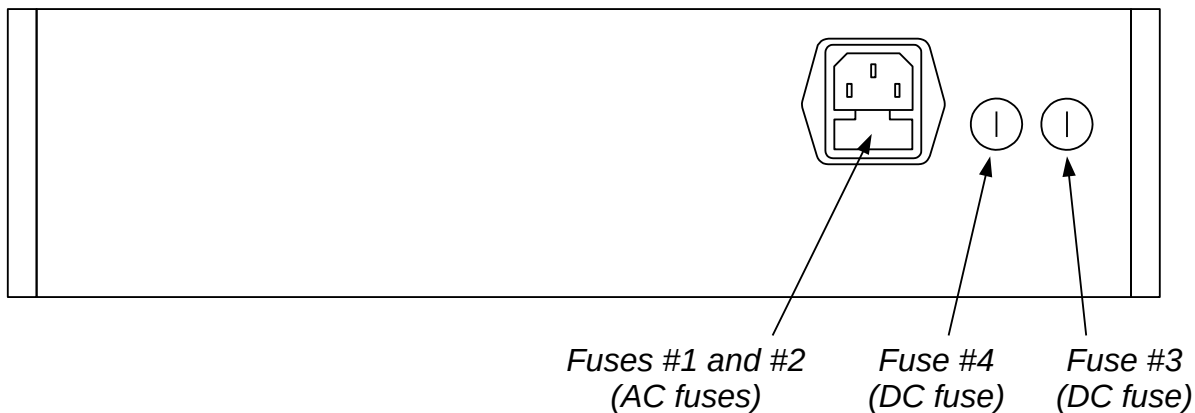 Fuses #1 and #2
(AC fuses)
Fuse #4
(DC fuse)
Fuse #3
(DC fuse)